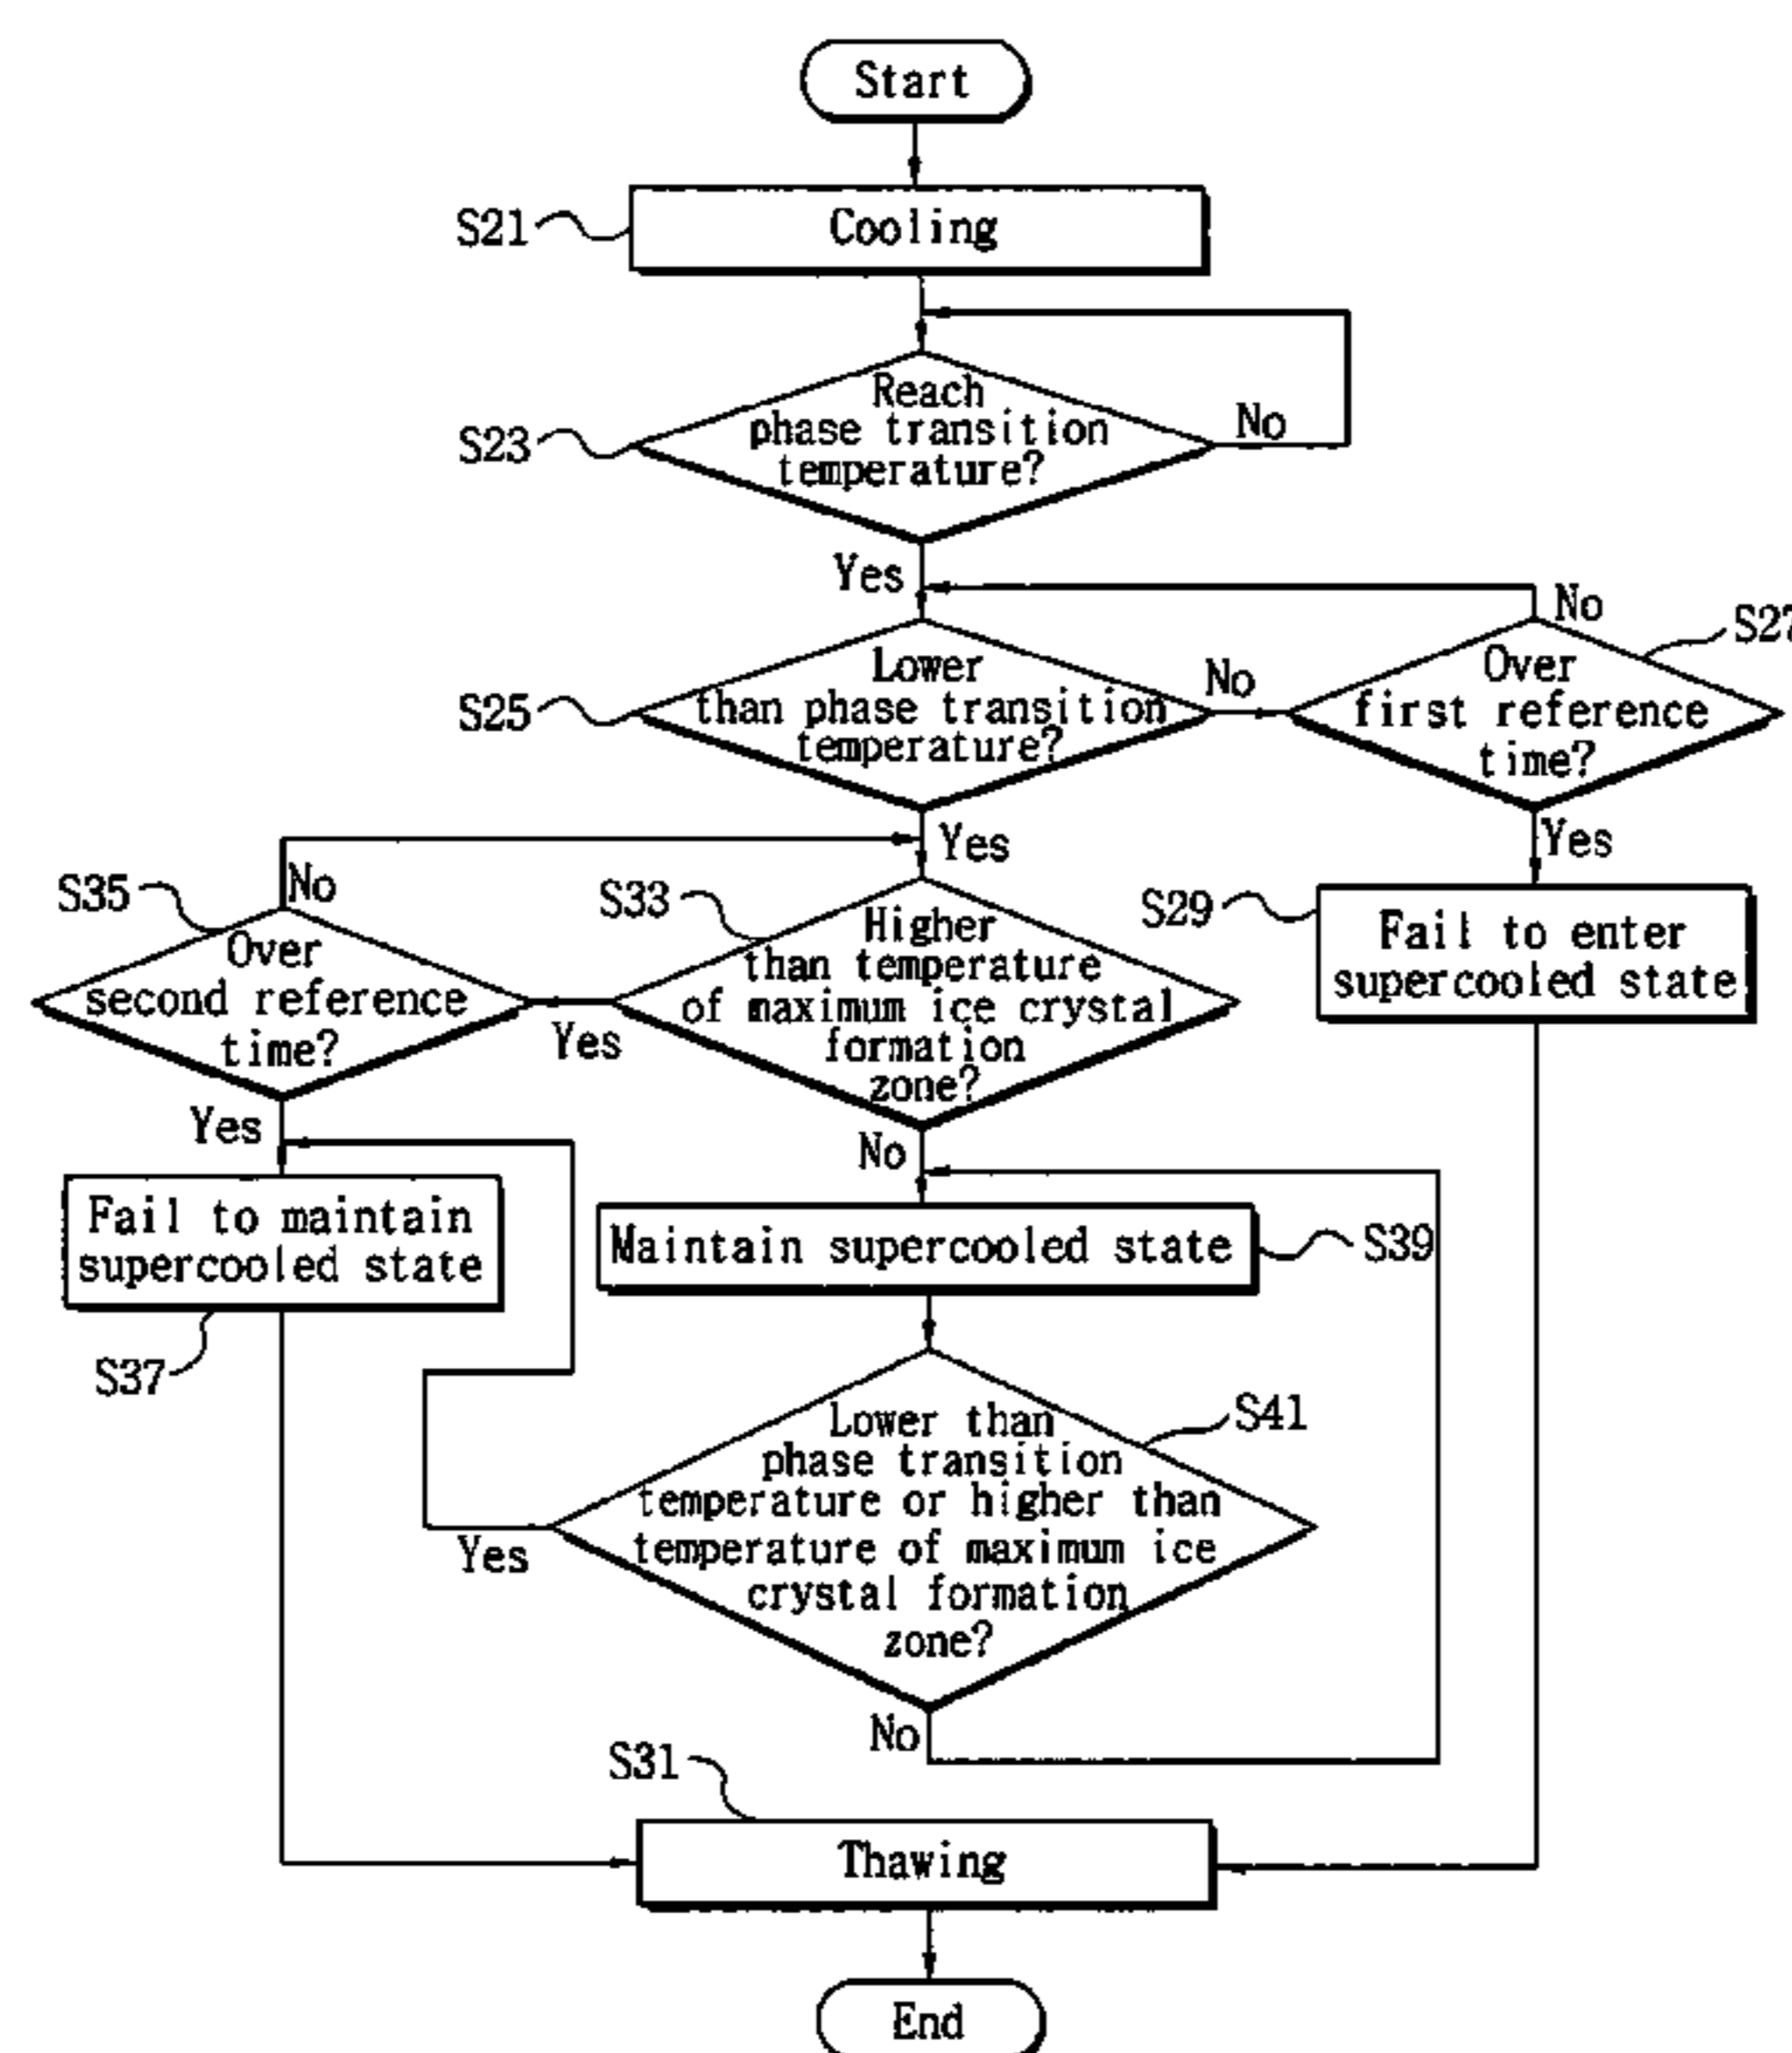 Start
S21
Cooling
S23
Reach
phase transition
temperature?
No
Yes
S25
Lower
than phase transition
temperature?
No
No
S27
Over
first reference
time?
Yes
Yes
S35
No
Over
second reference
time?
S33
Higher
than temperature
of maximum ice crystal
formation
zone?
Yes
S29
Fail to enter
supercooled state
Yes
No
Fail to maintain
supercooled state
S37
Maintain supercooled state
S39
S41
Lower than
phase transition
temperature or higher than
temperature of maximum ice
crystal formation
zone?
Yes
No
S31
Thawing
End